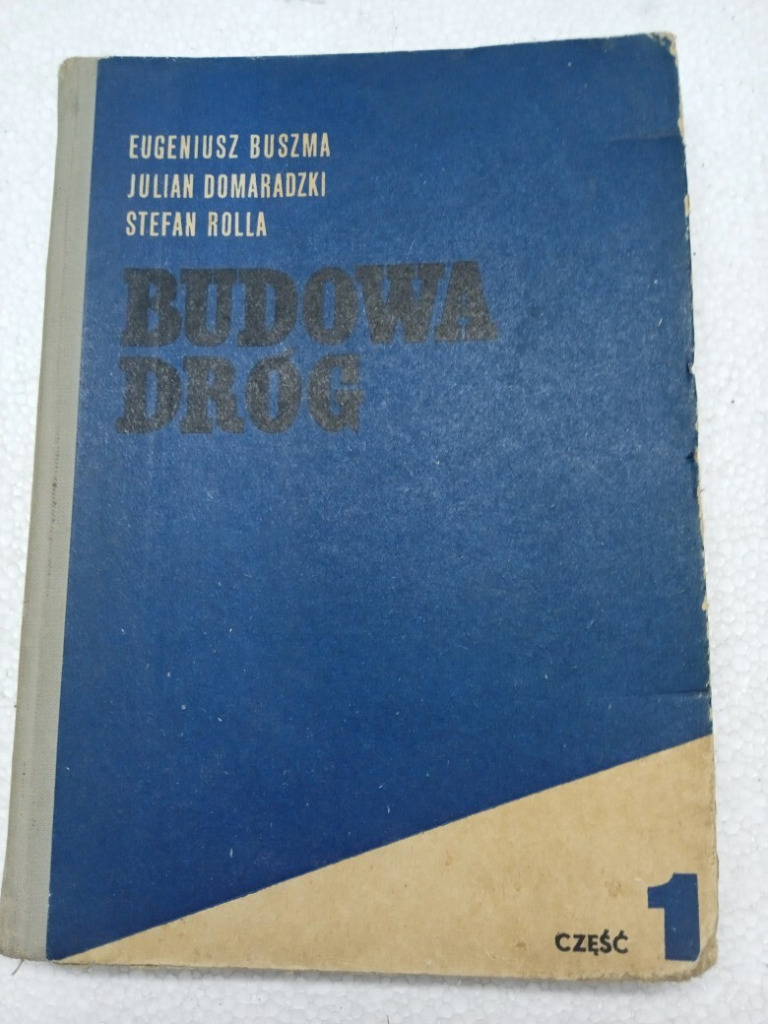 EUGENIUSZ BUSZMA
JULIAN DOMARADZKI
STEFAN ROLLA
BUDOWA
DRÓG
CZĘŚĆ 1